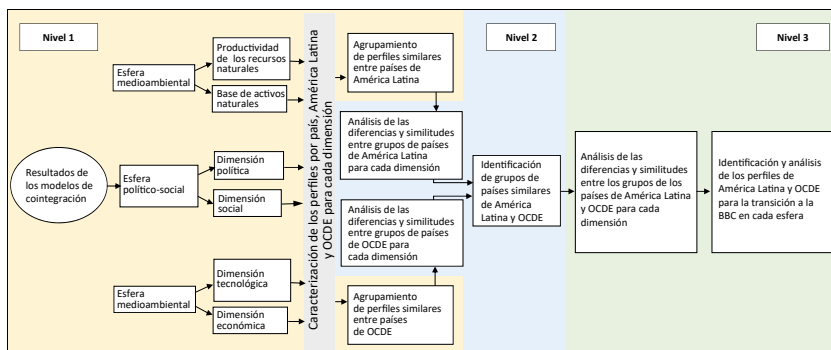 Nivel 1
Nivel 2
Nivel 3
Resultados de
los modelos de
cointegración
Esfera
medioambiental
Productividad
de los recursos
naturales
Base de activos
naturales
Esfera
político-social
Dimensión
política
Dimensión
social
Esfera
medioambiental
Dimensión
tecnológica
Dimensión
económica
Caracterización de los perfiles por país, América Latina
y OCDE para cada dimensión
Agrupamiento
de perfiles similares
entre países de
América Latina
Análisis de las
diferencias y similitudes
entre grupos de países
de América Latina
para cada dimensión
Análisis de las
diferencias y similitudes
entre grupos de países
de OCDE para
cada dimensión
Agrupamiento
de perfiles similares
entre países
de OCDE
Identificación
de grupos de
países similares
de América
Latina y OCDE
Análisis de las
diferencias y similitudes
entre los grupos de los
países de América Latina
y OCDE para cada
dimensión
Identificación y análisis
de los perfiles de
América Latina y OCDE
para la transición a la
BBC en cada esfera